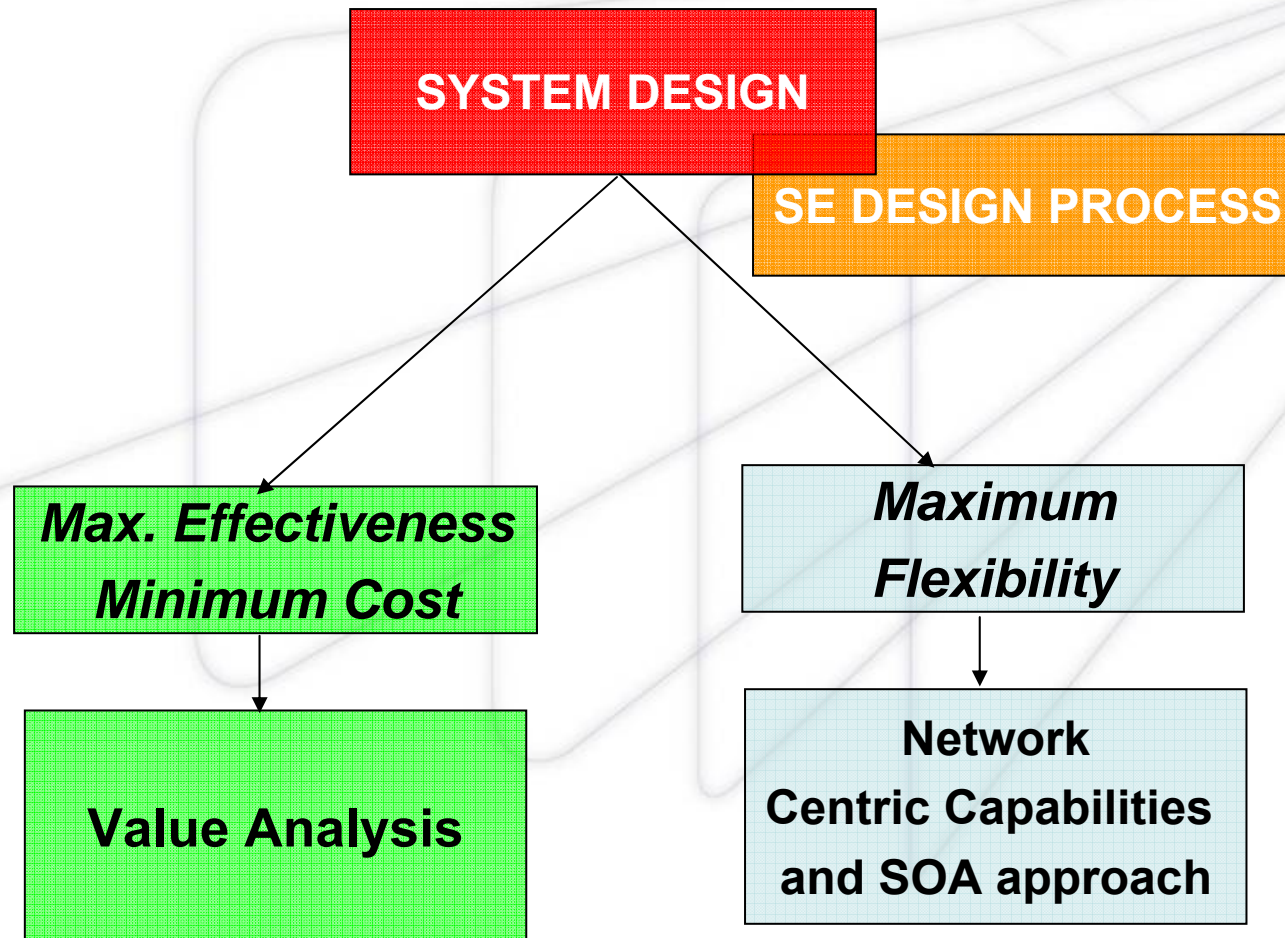 SYSTEM DESIGN
SE DESIGN PROCESS
Max. Effectiveness
Minimum Cost
Maximum
Flexibility
Value Analysis
Network
Centric Capabilities
and SOA approach